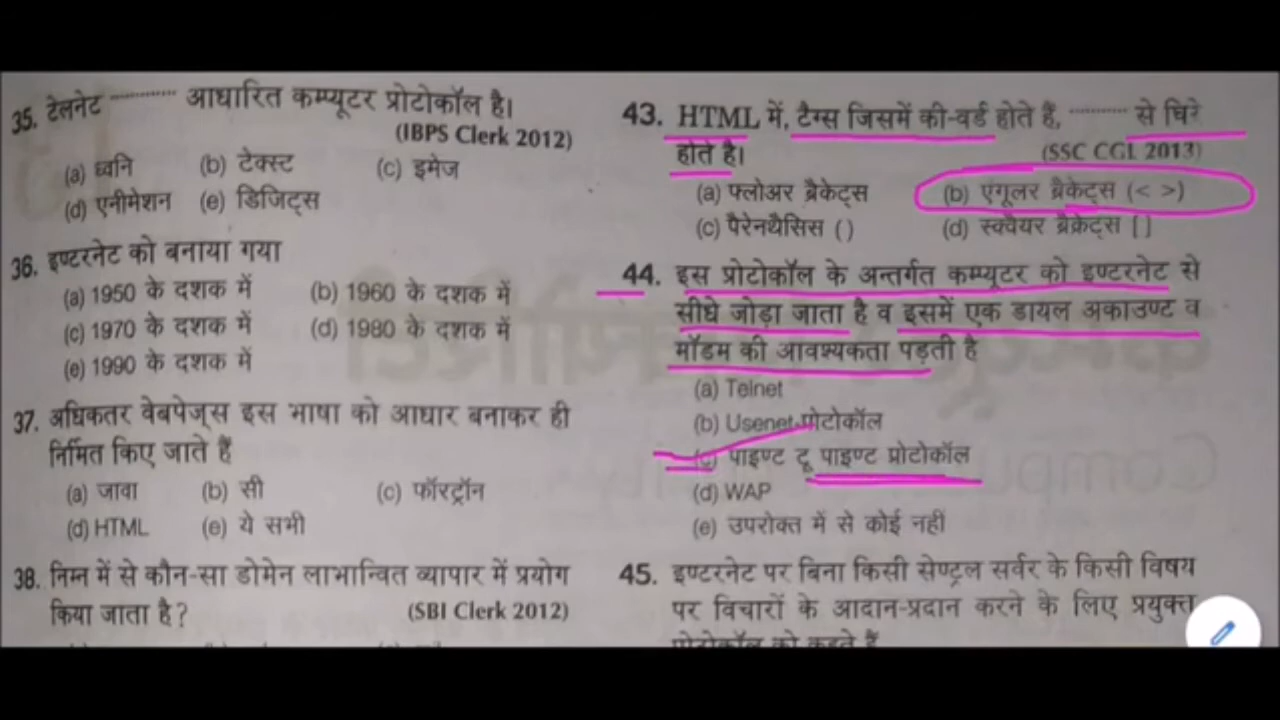 35. टेलनेट ............ आधारित कम्प्यूटर प्रोटोकॉल है।
(IBPS Clerk 2012)
(a) ध्वनि (b) टेक्स्ट (c) इमेज
(d) एनीमेशन (e) डिजिट्स
36. इण्टरनेट को बनाया गया
(a) 1950 के दशक में (b) 1960 के दशक में
(c) 1970 के दशक में (d) 1980 के दशक में
(e) 1990 के दशक में
37. अधिकतर वेबपेज्स इस भाषा को आधार बनाकर ही
निर्मित किए जाते हैं
(a) जावा (b) सी (c) फॉरट्रॉन
(d) HTML (e) ये सभी
38. निम्न में से कौन-सा डोमेन लाभान्वित व्यापार में प्रयोग
किया जाता है? (SBI Clerk 2012)
43. HTML में, टैग्स जिसमें की-वर्ड होते हैं, ............ से घिरे
होते है। (SSC CGL 2013)
(a) फ्लोअर ब्रैकेट्स (b) एंगूलर ब्रैकेट्स (< >)
(c) पैरेनथैसिस ( ) (d) स्क्वैयर ब्रैकेट्स [ ]
44. इस प्रोटोकॉल के अन्तर्गत कम्प्यूटर को इण्टरनेट से
सीधे जोड़ा जाता है व इसमें एक डायल अकाउण्ट व
मॉडम की आवश्यकता पड़ती है
(a) Telnet
(b) Usenet प्रोटोकॉल
(c) पाइण्ट टू पाइण्ट प्रोटोकॉल
(d) WAP
(e) उपरोक्त में से कोई नहीं
45. इण्टरनेट पर बिना किसी सेण्ट्रल सर्वर के किसी विषय
पर विचारों के आदान-प्रदान करने के लिए प्रयुक्त
प्रोटोकॉल को कहते हैं